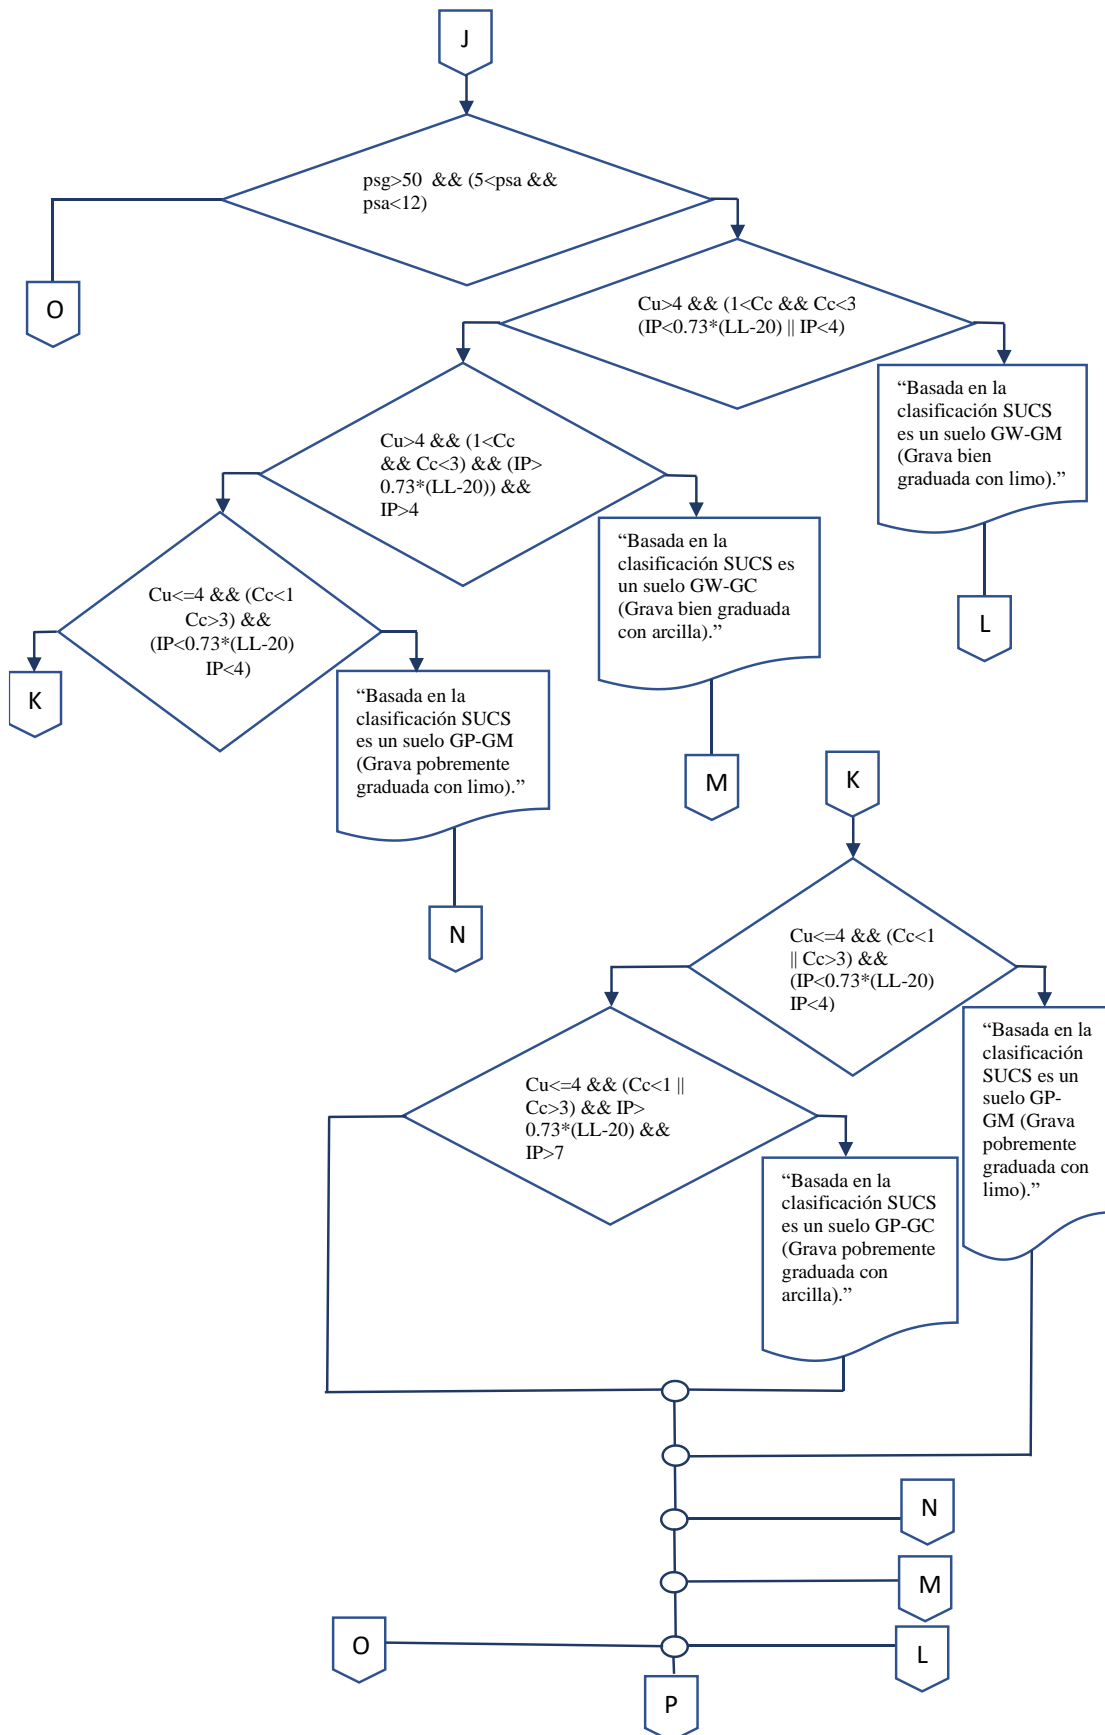 J
psg>50 && (5<psa &&
psa<12)
O
Cu>4 && (1<Cc && Cc<3
(IP<0.73*(LL-20) || IP<4)
“Basada en la
clasificación SUCS
es un suelo GW-GM
(Grava bien
graduada con limo).”
L
Cu>4 && (1<Cc
&& Cc<3) && (IP>
0.73*(LL-20)) &&
IP>4
“Basada en la
clasificación SUCS es
un suelo GW-GC
(Grava bien graduada
con arcilla).”
M
Cu<=4 && (Cc<1
Cc>3) &&
(IP<0.73*(LL-20)
IP<4)
K
“Basada en la
clasificación SUCS
es un suelo GP-GM
(Grava pobremente
graduada con limo).”
N
K
Cu<=4 && (Cc<1
|| Cc>3) &&
(IP<0.73*(LL-20)
IP<4)
“Basada en la
clasificación
SUCS es un
suelo GP-
GM (Grava
pobremente
graduada con
limo).”
Cu<=4 && (Cc<1 ||
Cc>3) && IP>
0.73*(LL-20) &&
IP>7
“Basada en la
clasificación SUCS
es un suelo GP-GC
(Grava pobremente
graduada con
arcilla).”
N
M
O
L
P